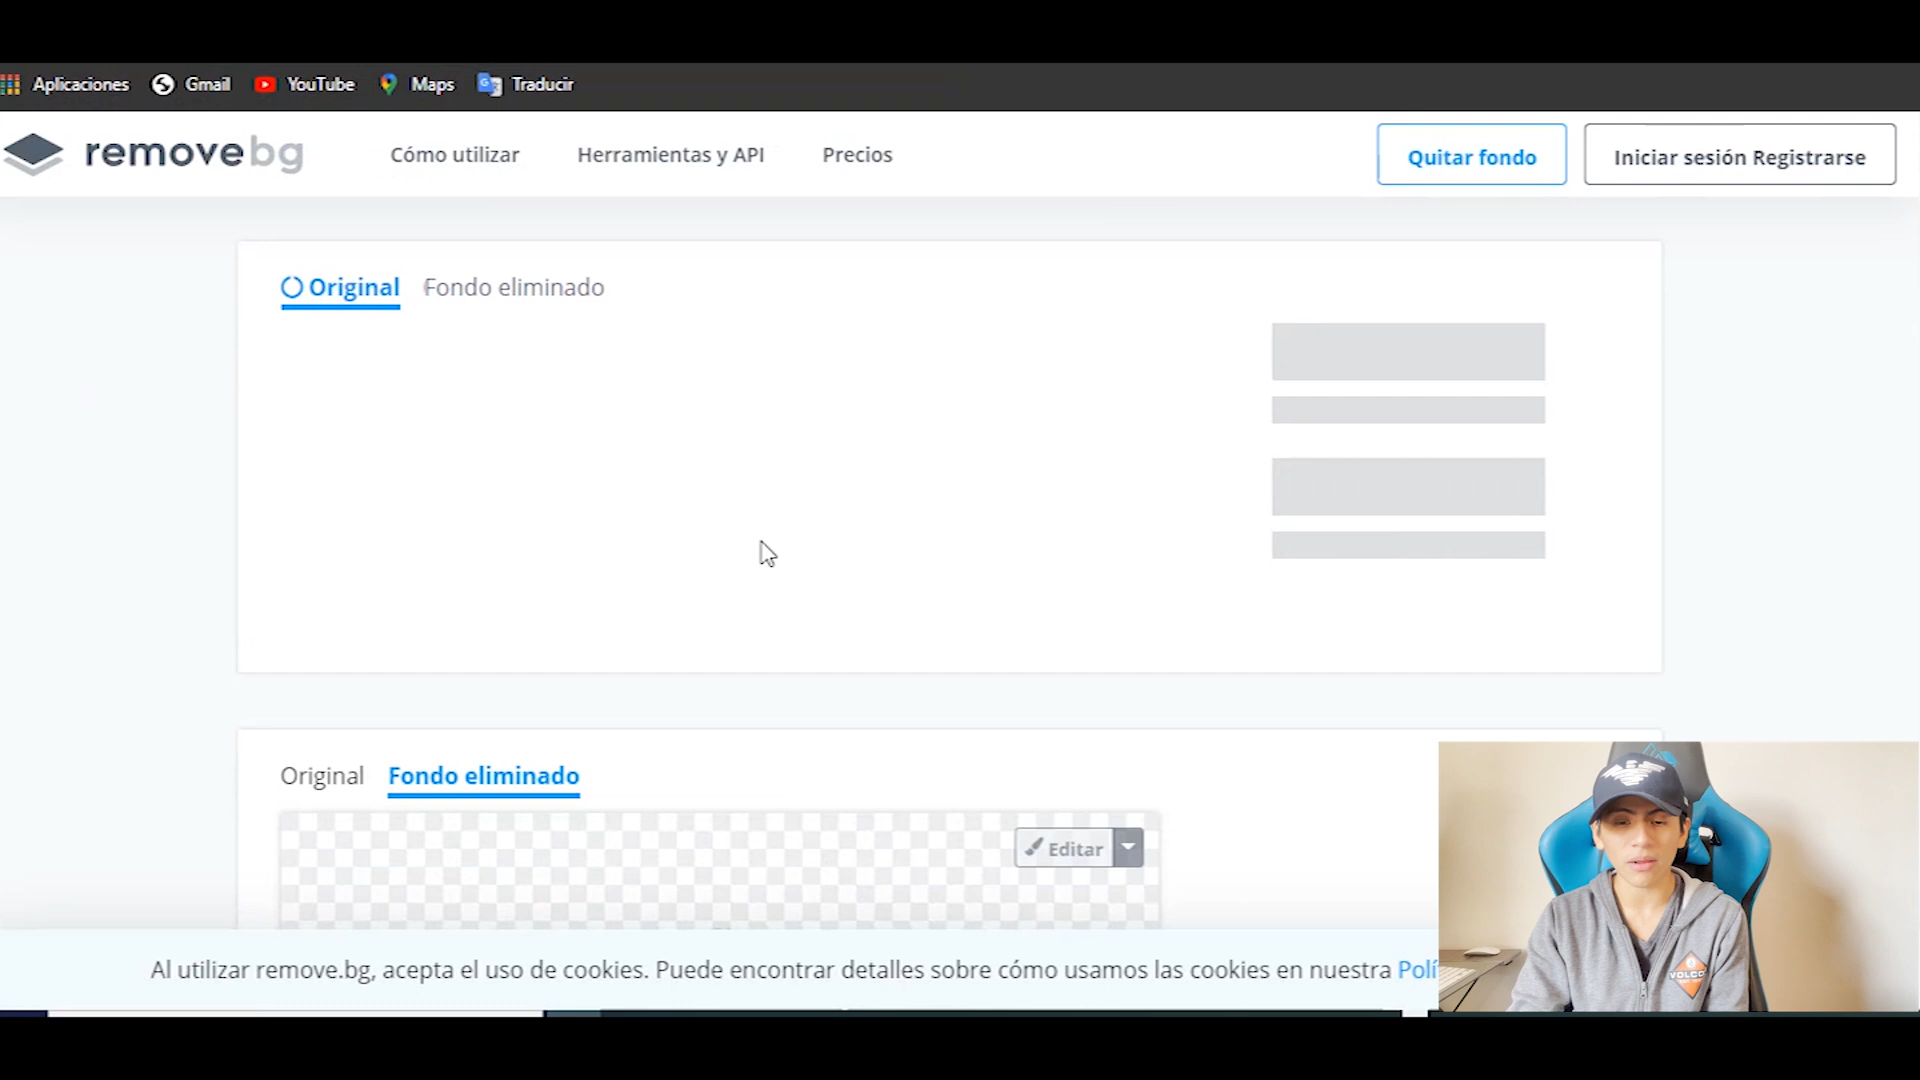 Aplicaciones Gmail YouTube Maps Traducir
removebg Cómo utilizar Herramientas y API Precios Quitar fondo Iniciar sesión Registrarse
Original Fondo eliminado
Original Fondo eliminado
Editar
Al utilizar remove.bg, acepta el uso de cookies. Puede encontrar detalles sobre cómo usamos las cookies en nuestra Polí
VOLCO